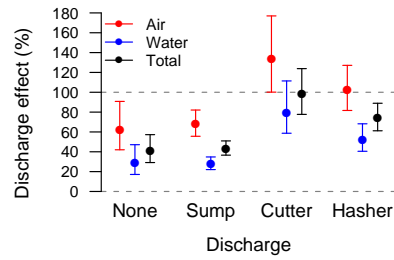 180
160
140
120
100
80
60
40
20
0
Discharge effect (%)
Air
Water
Total
None Sump Cutter Hasher
Discharge